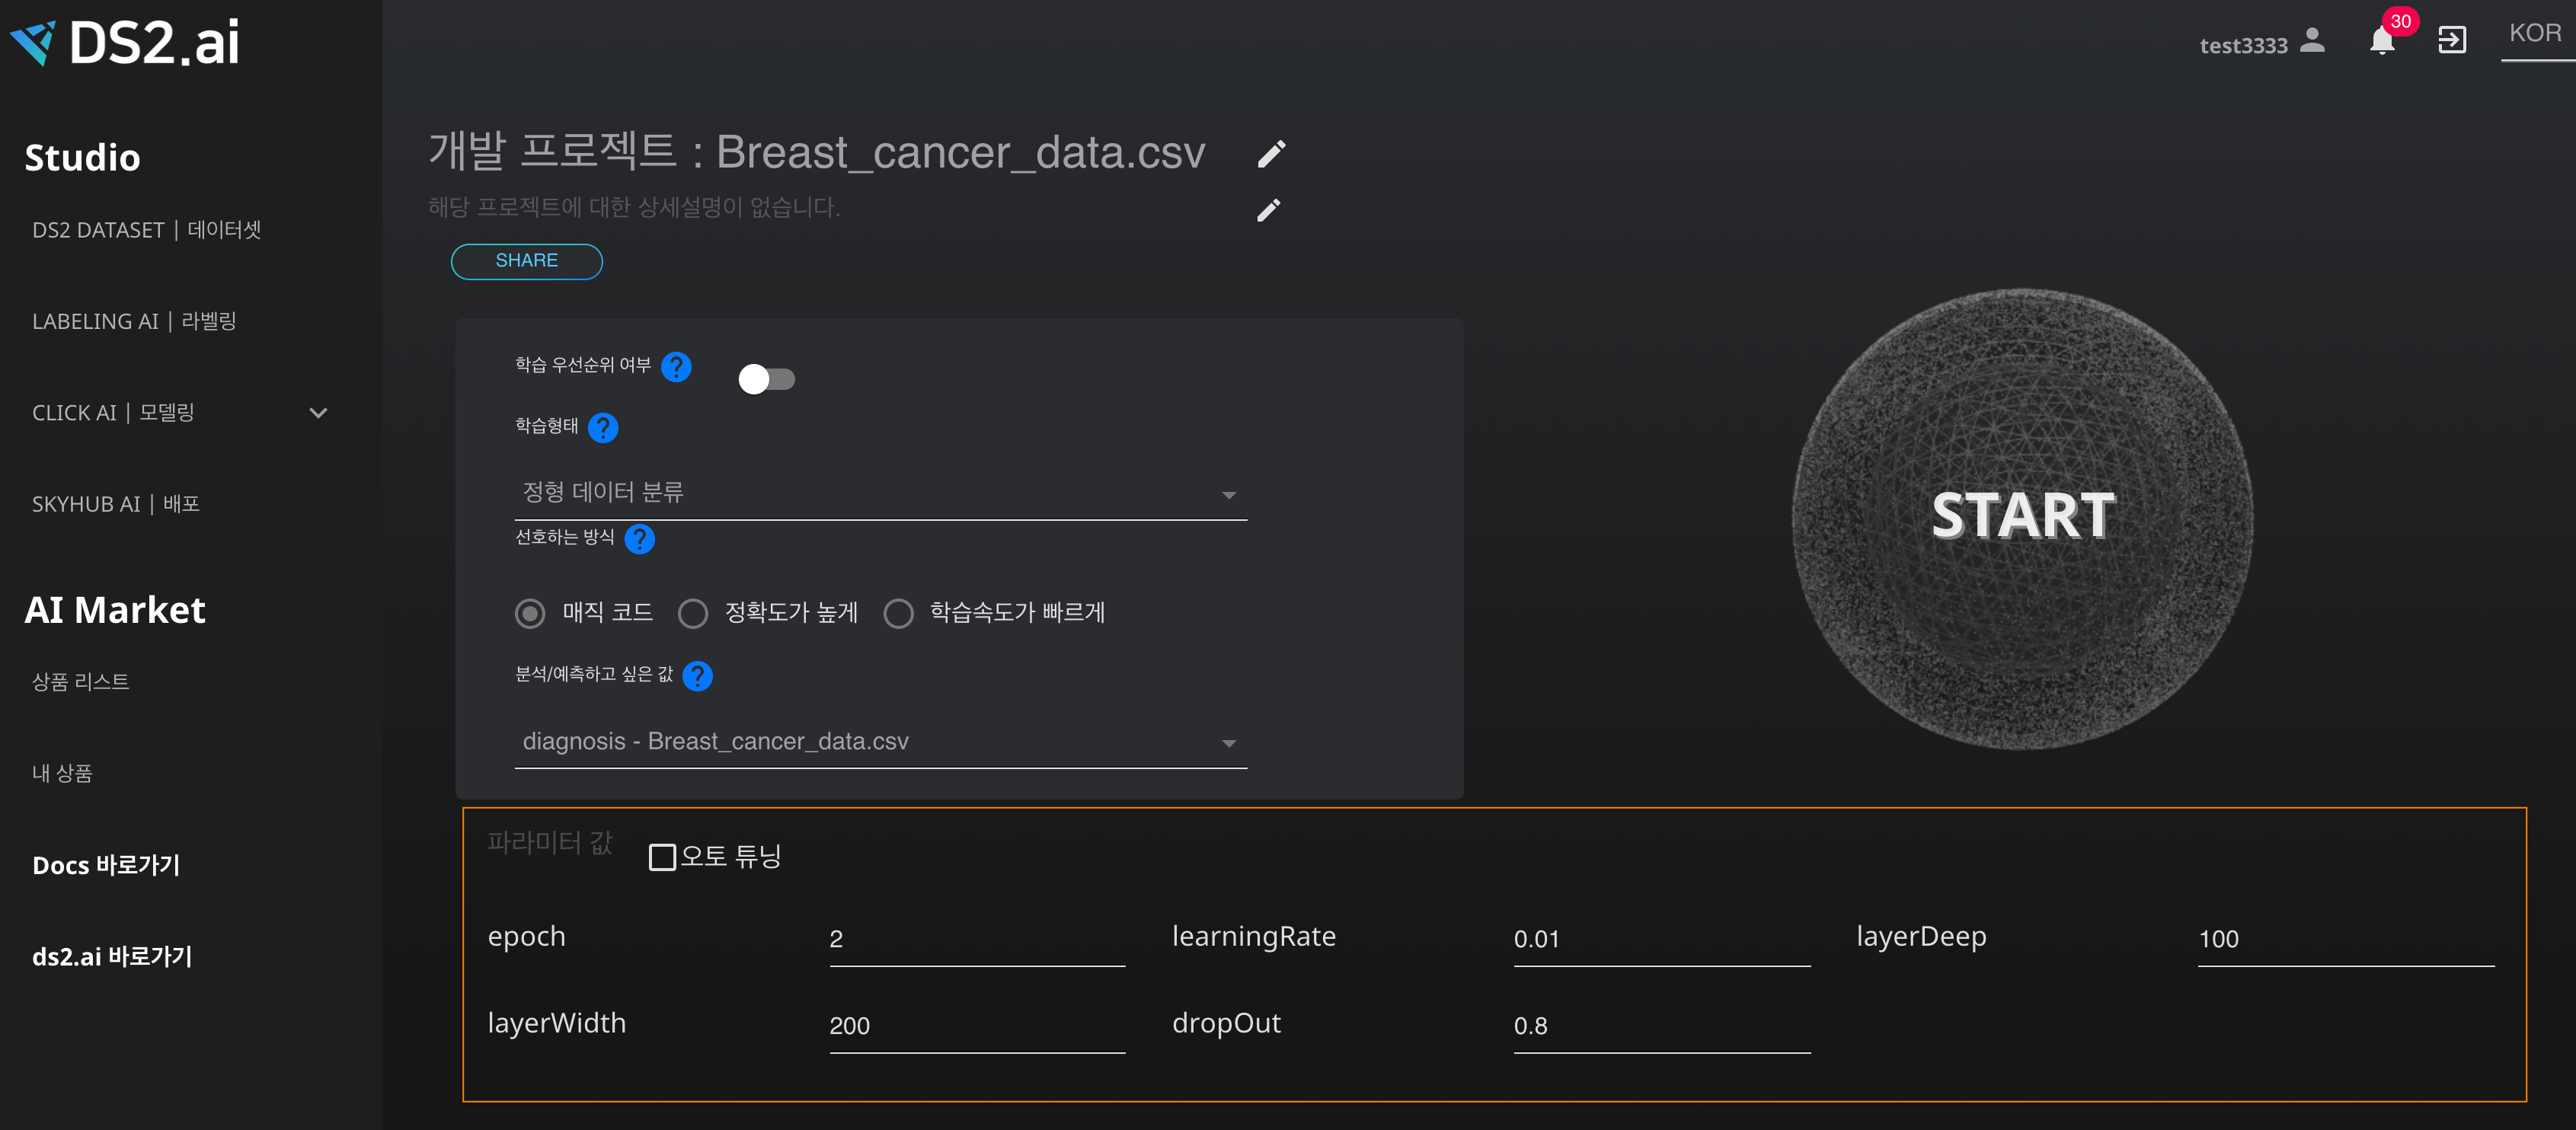 DS2.ai
test3333
30
KOR
Studio
DS2 DATASET | 데이터셋
LABELING AI | 라벨링
CLICK AI | 모델링
SKYHUB AI | 배포
AI Market
상품 리스트
내 상품
Docs 바로가기
ds2.ai 바로가기
개발 프로젝트 : Breast_cancer_data.csv
해당 프로젝트에 대한 상세설명이 없습니다.
SHARE
학습 우선순위 여부 ?
학습형태 ?
정형 데이터 분류
선호하는 방식 ?
매직 코드 정확도가 높게 학습속도가 빠르게
분석/예측하고 싶은 값 ?
diagnosis - Breast_cancer_data.csv
START
파라미터 값 오토 튜닝
epoch 2 learningRate 0.01 layerDeep 100
layerWidth 200 dropOut 0.8